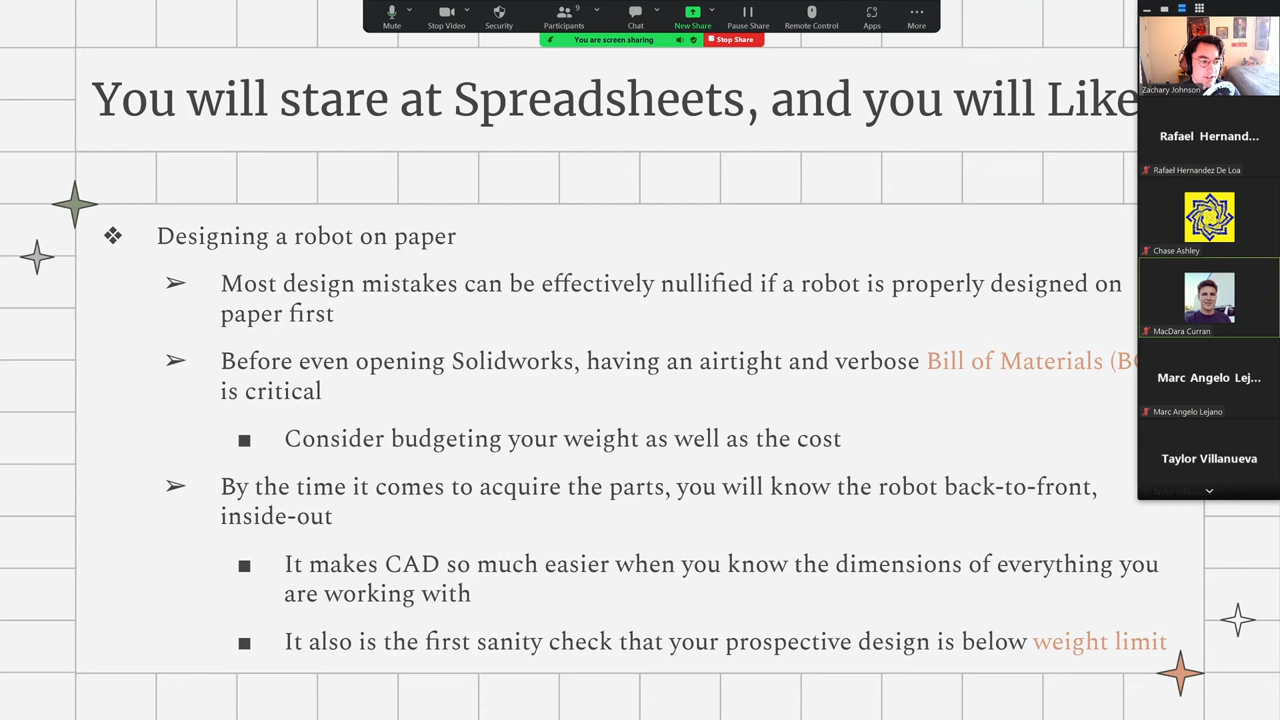 9
Mute
Stop Video
Security
Participants
Chat
New Share
Pause Share
Remote Control
Apps
More
You are screen sharing
Stop Share
You will stare at Spreadsheets, and you will Like
❖ Designing a robot on paper
➢ Most design mistakes can be effectively nullified if a robot is properly designed on
paper first
➢ Before even opening Solidworks, having an airtight and verbose Bill of Materials (BO
is critical
■ Consider budgeting your weight as well as the cost
➢ By the time it comes to acquire the parts, you will know the robot back-to-front,
inside-out
■ It makes CAD so much easier when you know the dimensions of everything you
are working with
■ It also is the first sanity check that your prospective design is below weight limit
Zachary Johnson
Rafael Hernand...
Rafael Hernandez De Loa
Chase Ashley
MacDara Curran
Marc Angelo Lej...
Marc Angelo Lejano
Taylor Villanueva